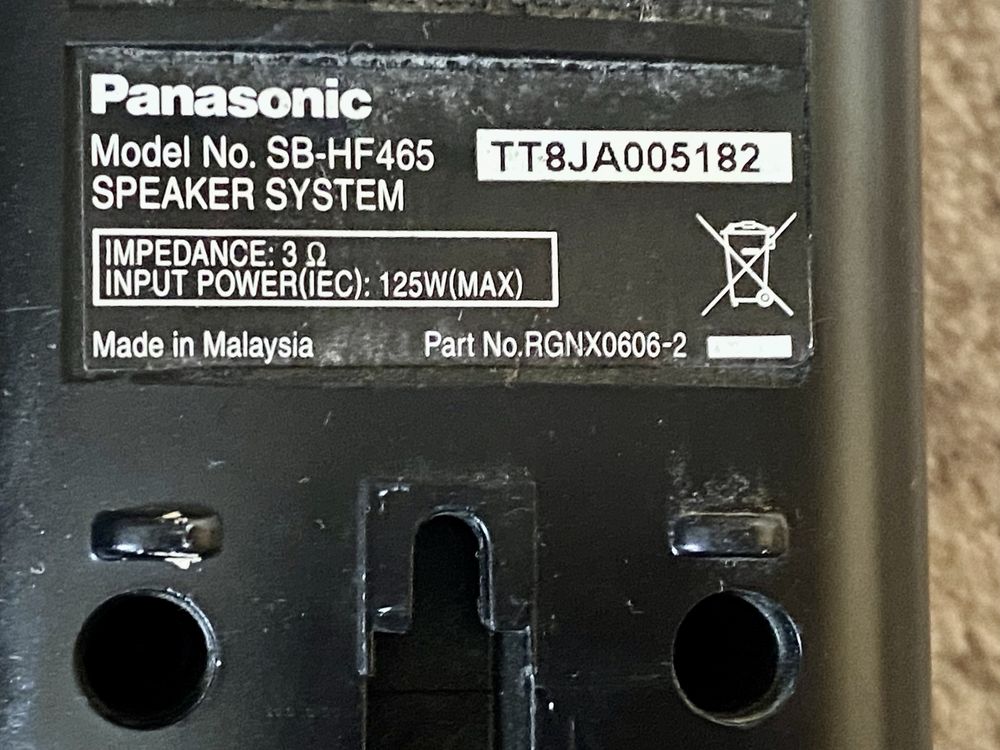 Panasonic
Model No. SB-HF465
TT8JA005182
SPEAKER SYSTEM
IMPEDANCE: 3 Ω
INPUT POWER(IEC): 125W(MAX)
Made in Malaysia
Part No.RGNX0606-2